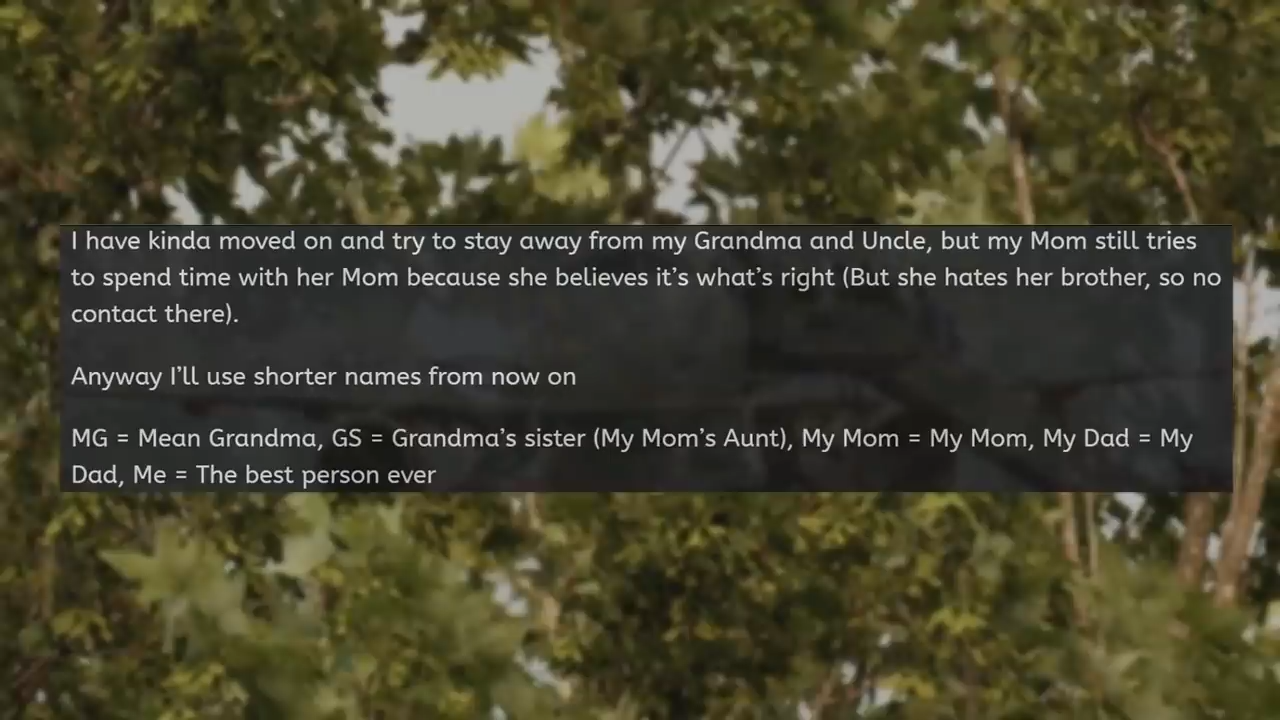 I have kinda moved on and try to stay away from my Grandma and Uncle, but my Mom still tries
to spend time with her Mom because she believes it’s what’s right (But she hates her brother, so no
contact there).
Anyway I’ll use shorter names from now on
MG = Mean Grandma, GS = Grandma’s sister (My Mom’s Aunt), My Mom = My Mom, My Dad = My
Dad, Me = The best person ever